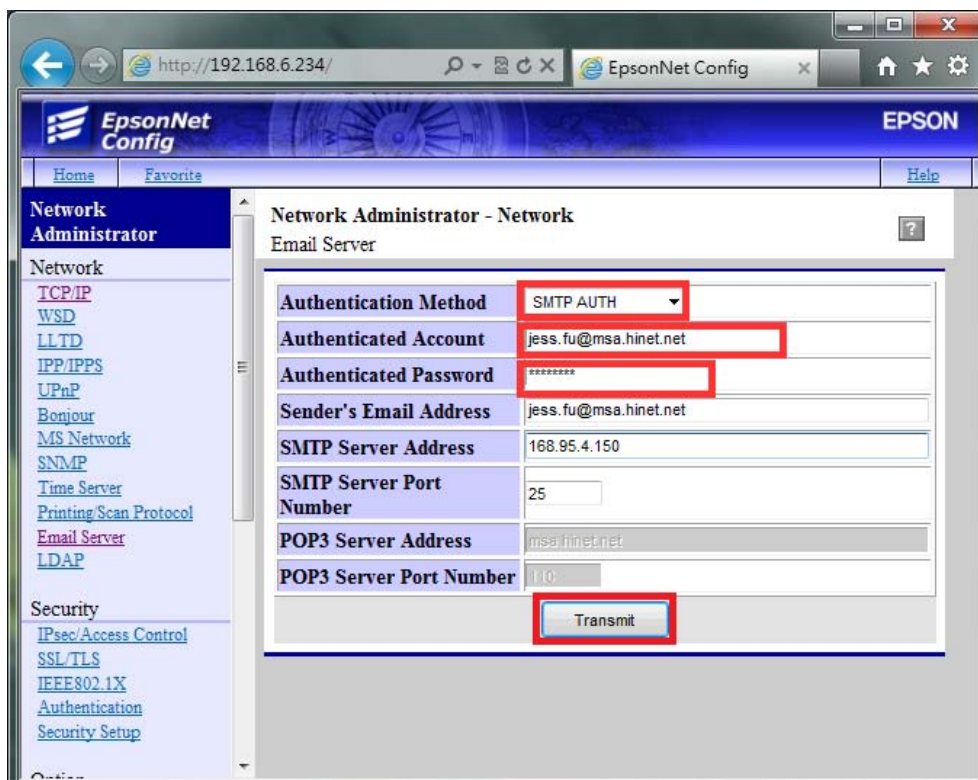 http://192.168.6.234/
EpsonNet Config
EpsonNet
Config
EPSON
Home
Favorite
Help
Network
Administrator
Network
TCP/IP
WSD
LLTD
IPP/IPPS
UPnP
Bonjour
MS Network
SNMP
Time Server
Printing/Scan Protocol
Email Server
LDAP
Security
IPsec/Access Control
SSL/TLS
IEEE802.1X
Authentication
Security Setup
Option
Network Administrator - Network
Email Server
?
Authentication Method SMTP AUTH
Authenticated Account jess.fu@msa.hinet.net
Authenticated Password ********
Sender's Email Address jess.fu@msa.hinet.net
SMTP Server Address 168.95.4.150
SMTP Server Port
Number 25
POP3 Server Address msa.hinet.net
POP3 Server Port Number 110
Transmit